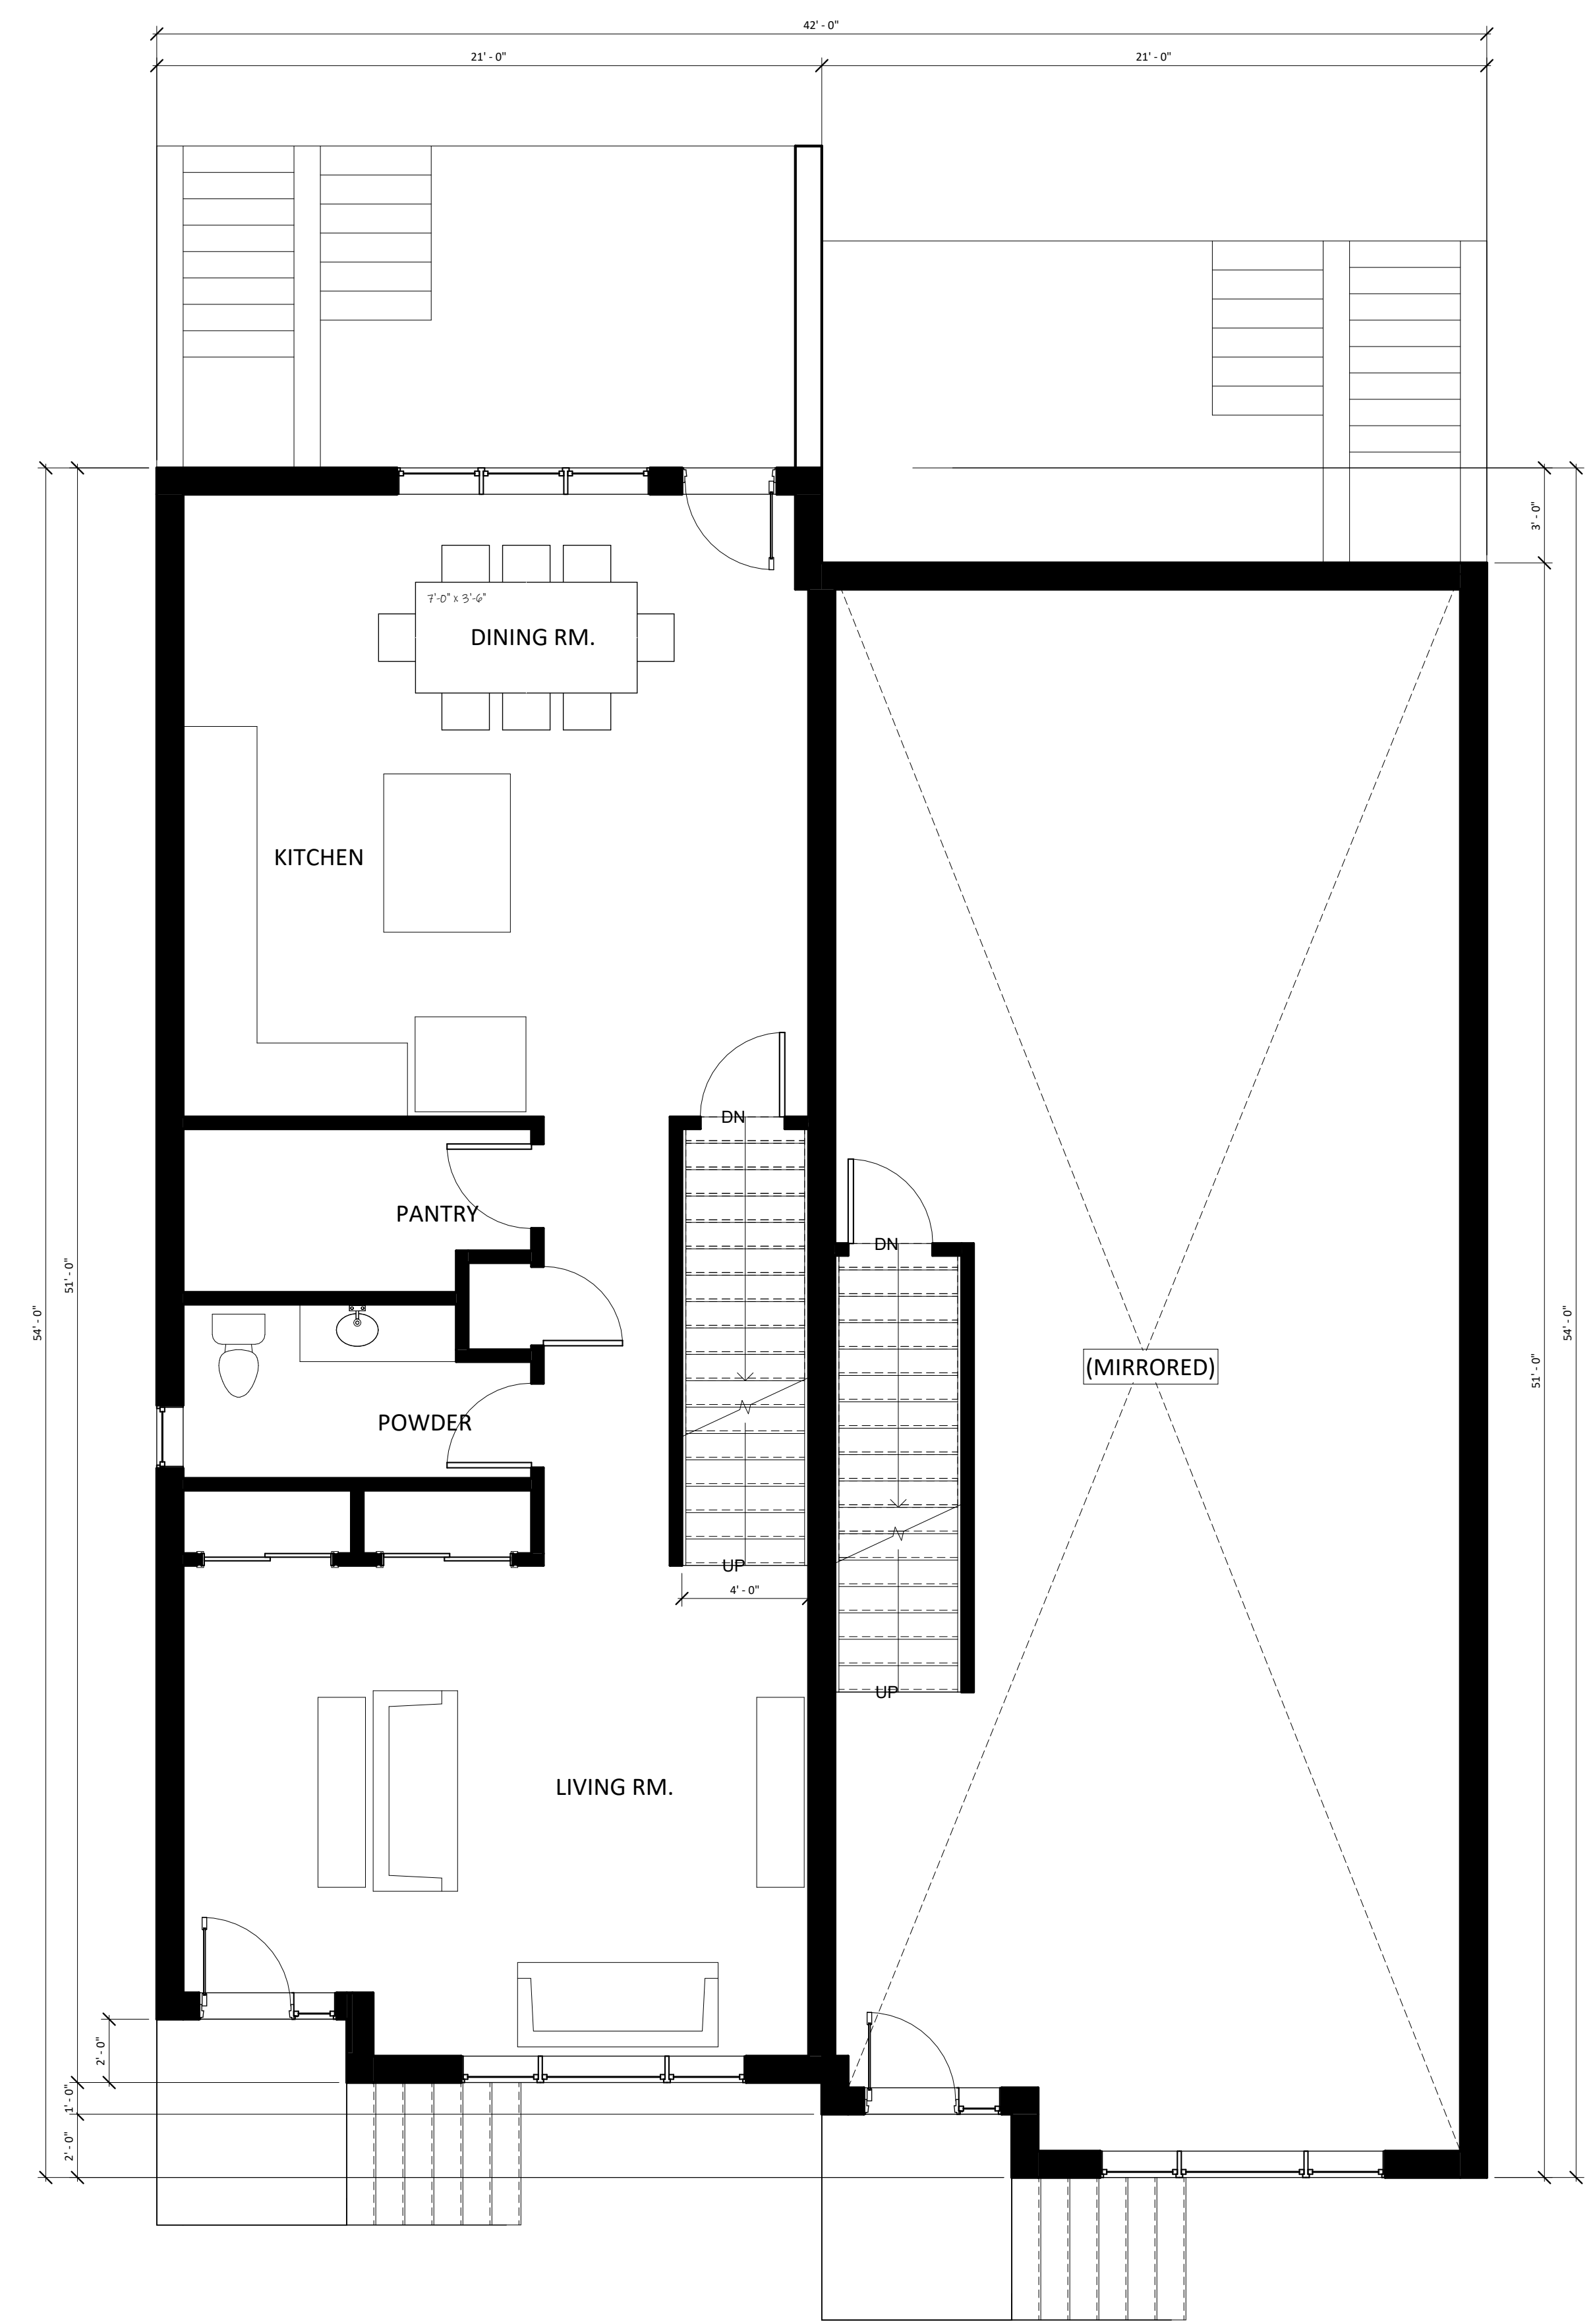 42' - 0"
21' - 0"
21' - 0"
3' - 0"
7'-0" x 3'-6"
DINING RM.
KITCHEN
DN
PANTRY
DN
51' - 0"
54' - 0"
54' - 0"
51' - 0"
(MIRRORED)
POWDER
UP
4' - 0"
UP
LIVING RM.
2' - 0"
1' - 0"
2' - 0"